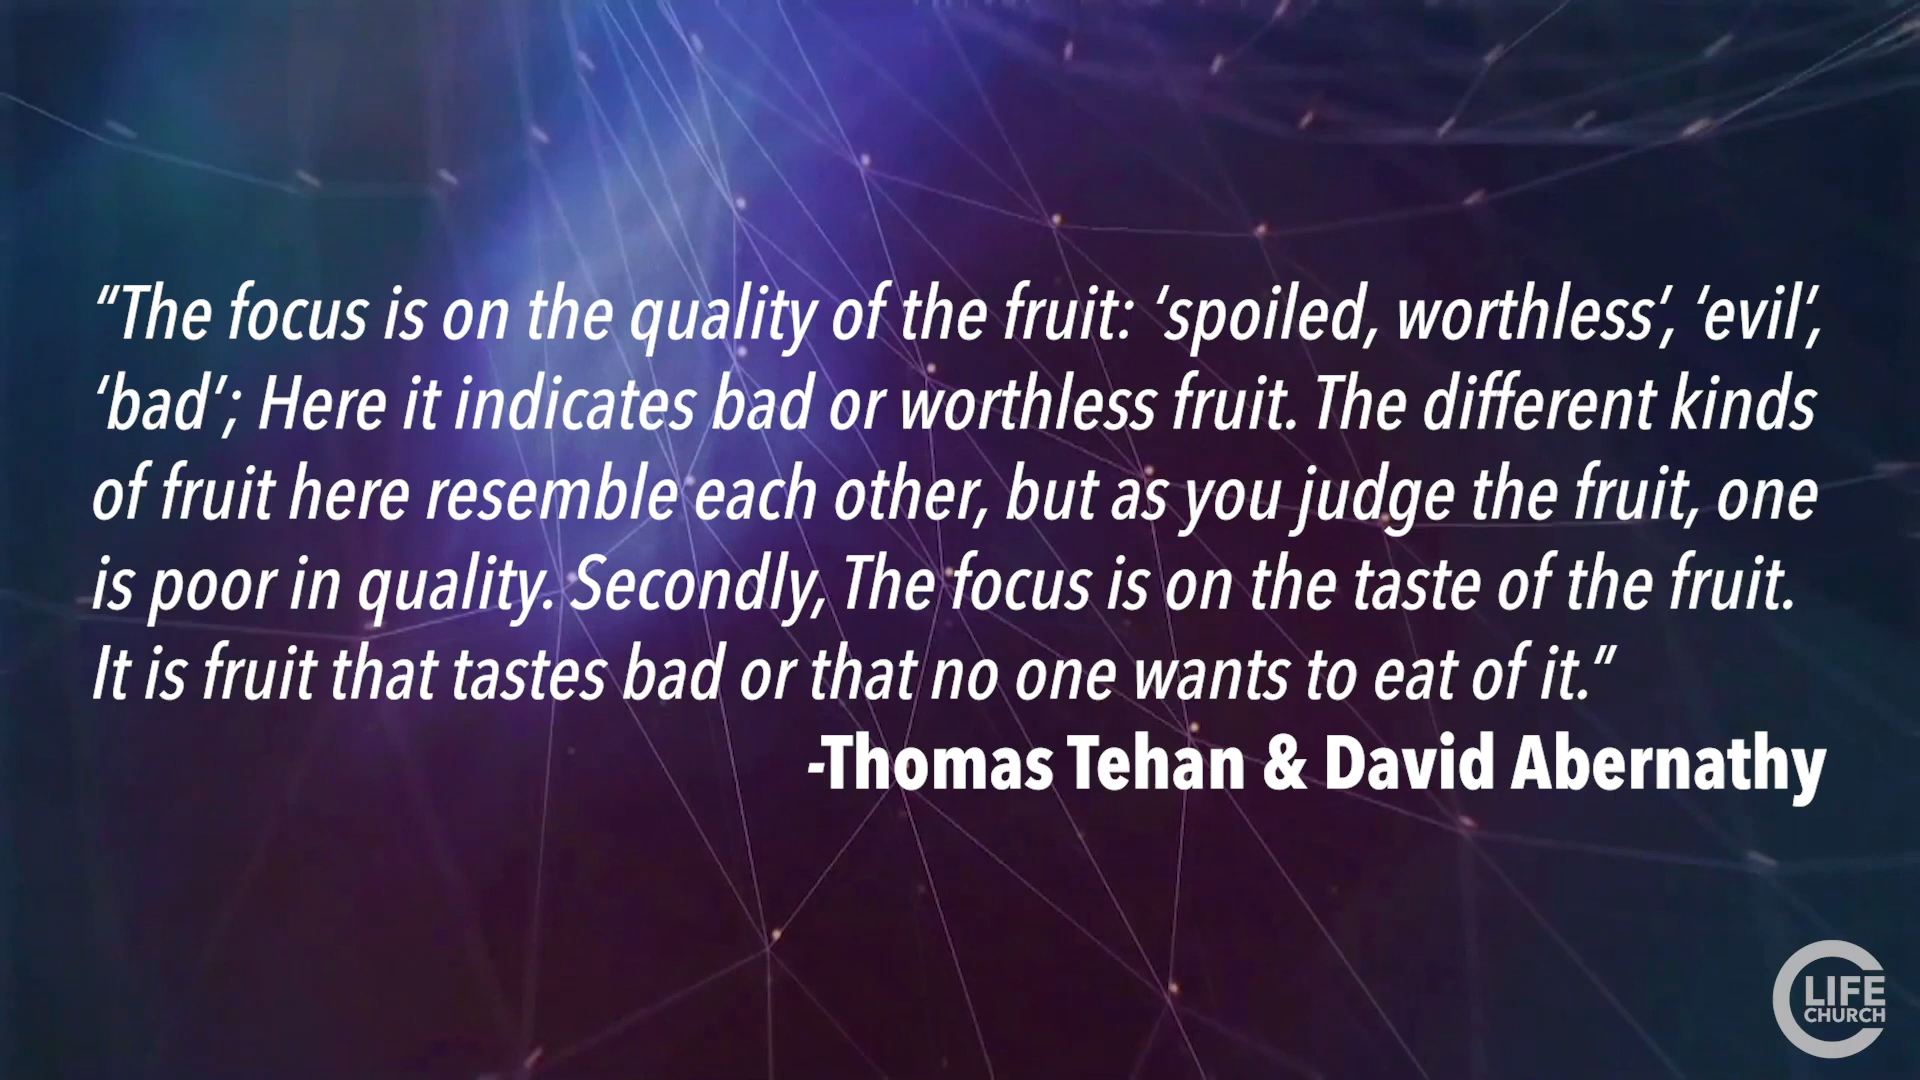 “The focus is on the quality of the fruit: ‘spoiled, worthless’, ‘evil’,
‘bad’; Here it indicates bad or worthless fruit. The different kinds
of fruit here resemble each other, but as you judge the fruit, one
is poor in quality. Secondly, The focus is on the taste of the fruit.
It is fruit that tastes bad or that no one wants to eat of it.”
-Thomas Tehan & David Abernathy
LIFE
CHURCH